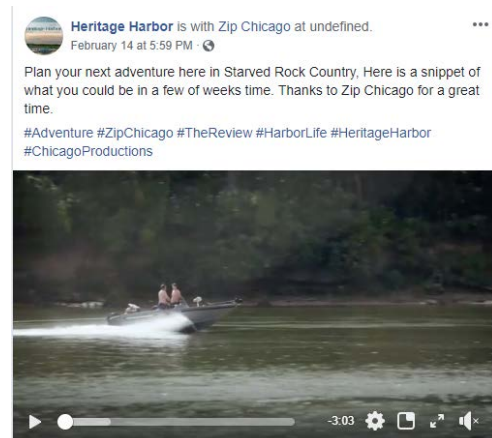 Heritage Harbor is with Zip Chicago at undefined.
February 14 at 5:59 PM ·
Plan your next adventure here in Starved Rock Country, Here is a snippet of
what you could be in a few of weeks time. Thanks to Zip Chicago for a great
time.
#Adventure #ZipChicago #TheReview #HarborLife #HeritageHarbor
#ChicagoProductions
-3:03